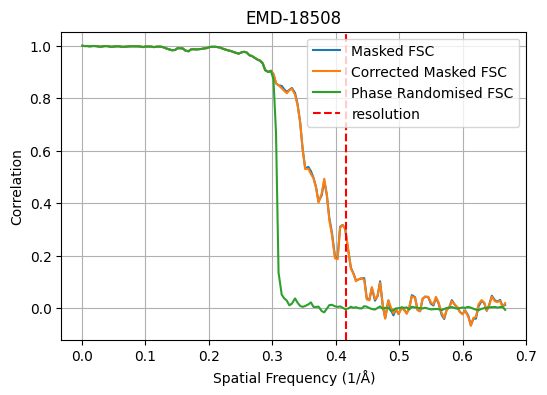 EMD-18508
Masked FSC
Corrected Masked FSC
Phase Randomised FSC
resolution
1.0
0.8
0.6
0.4
0.2
0.0
Correlation
0.0 0.1 0.2 0.3 0.4 0.5 0.6 0.7
Spatial Frequency (1/Å)